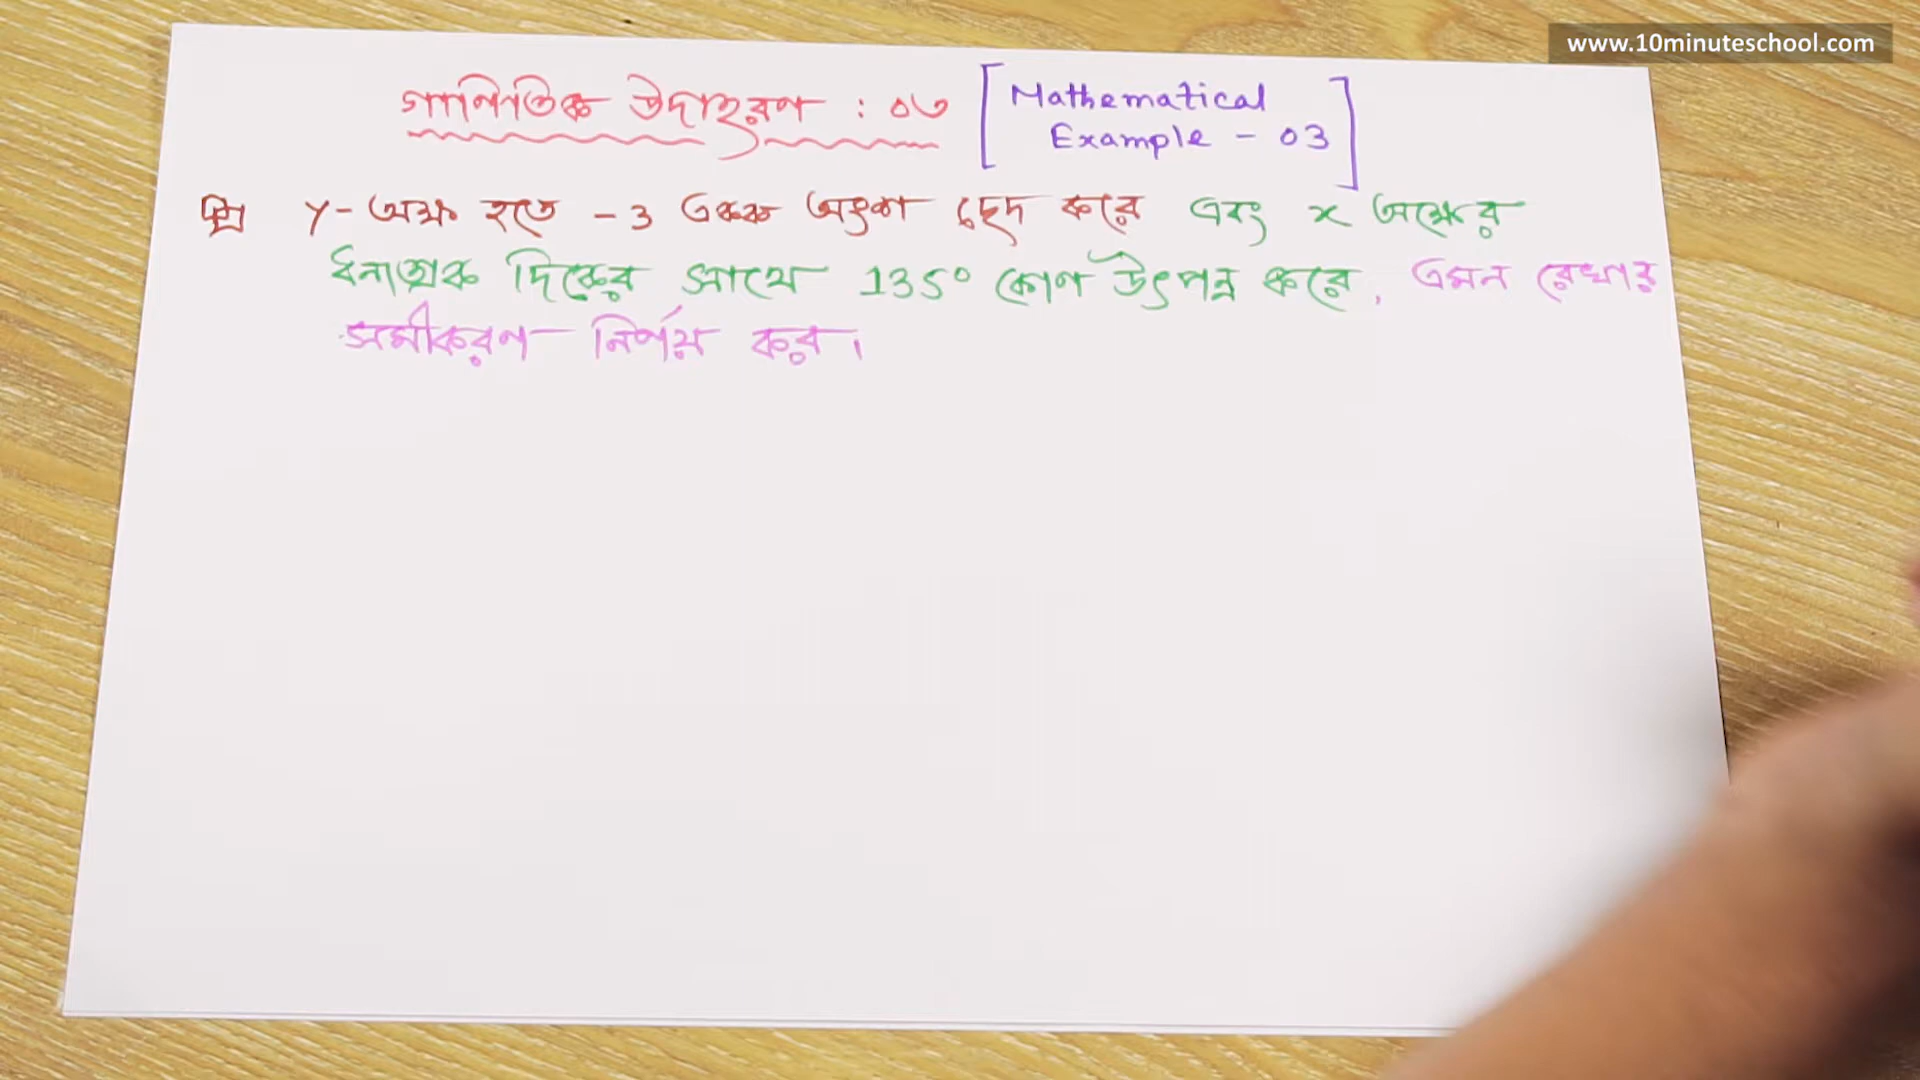 www.10minuteschool.com
গাণিতিক উদাহরণ : ০৩ [Mathematical
Example - 03]
প্রঃ Y-অক্ষ হতে -3 একক অংশ ছেদ করে এবং x অক্ষের
ধনাত্মক দিকের সাথে 135° কোণ উৎপন্ন করে, এমন রেখার
সমীকরণ নির্ণয় কর।